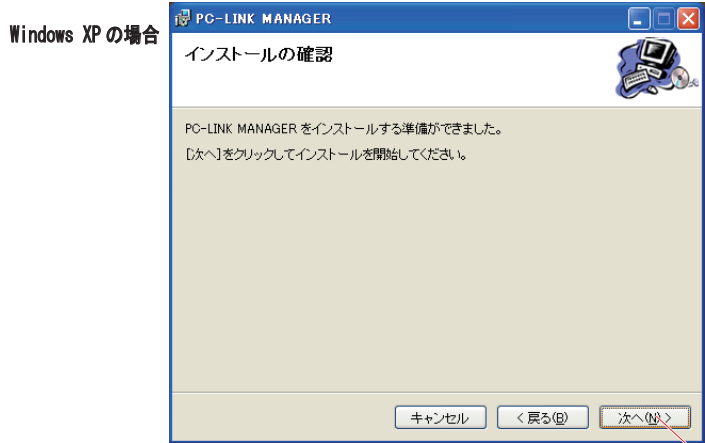 Windows XPの場合
PC-LINK MANAGER
インストールの確認
PC-LINK MANAGER をインストールする準備ができました。
[次へ]をクリックしてインストールを開始してください。
キャンセル
< 戻る(B)
次へ(N) >